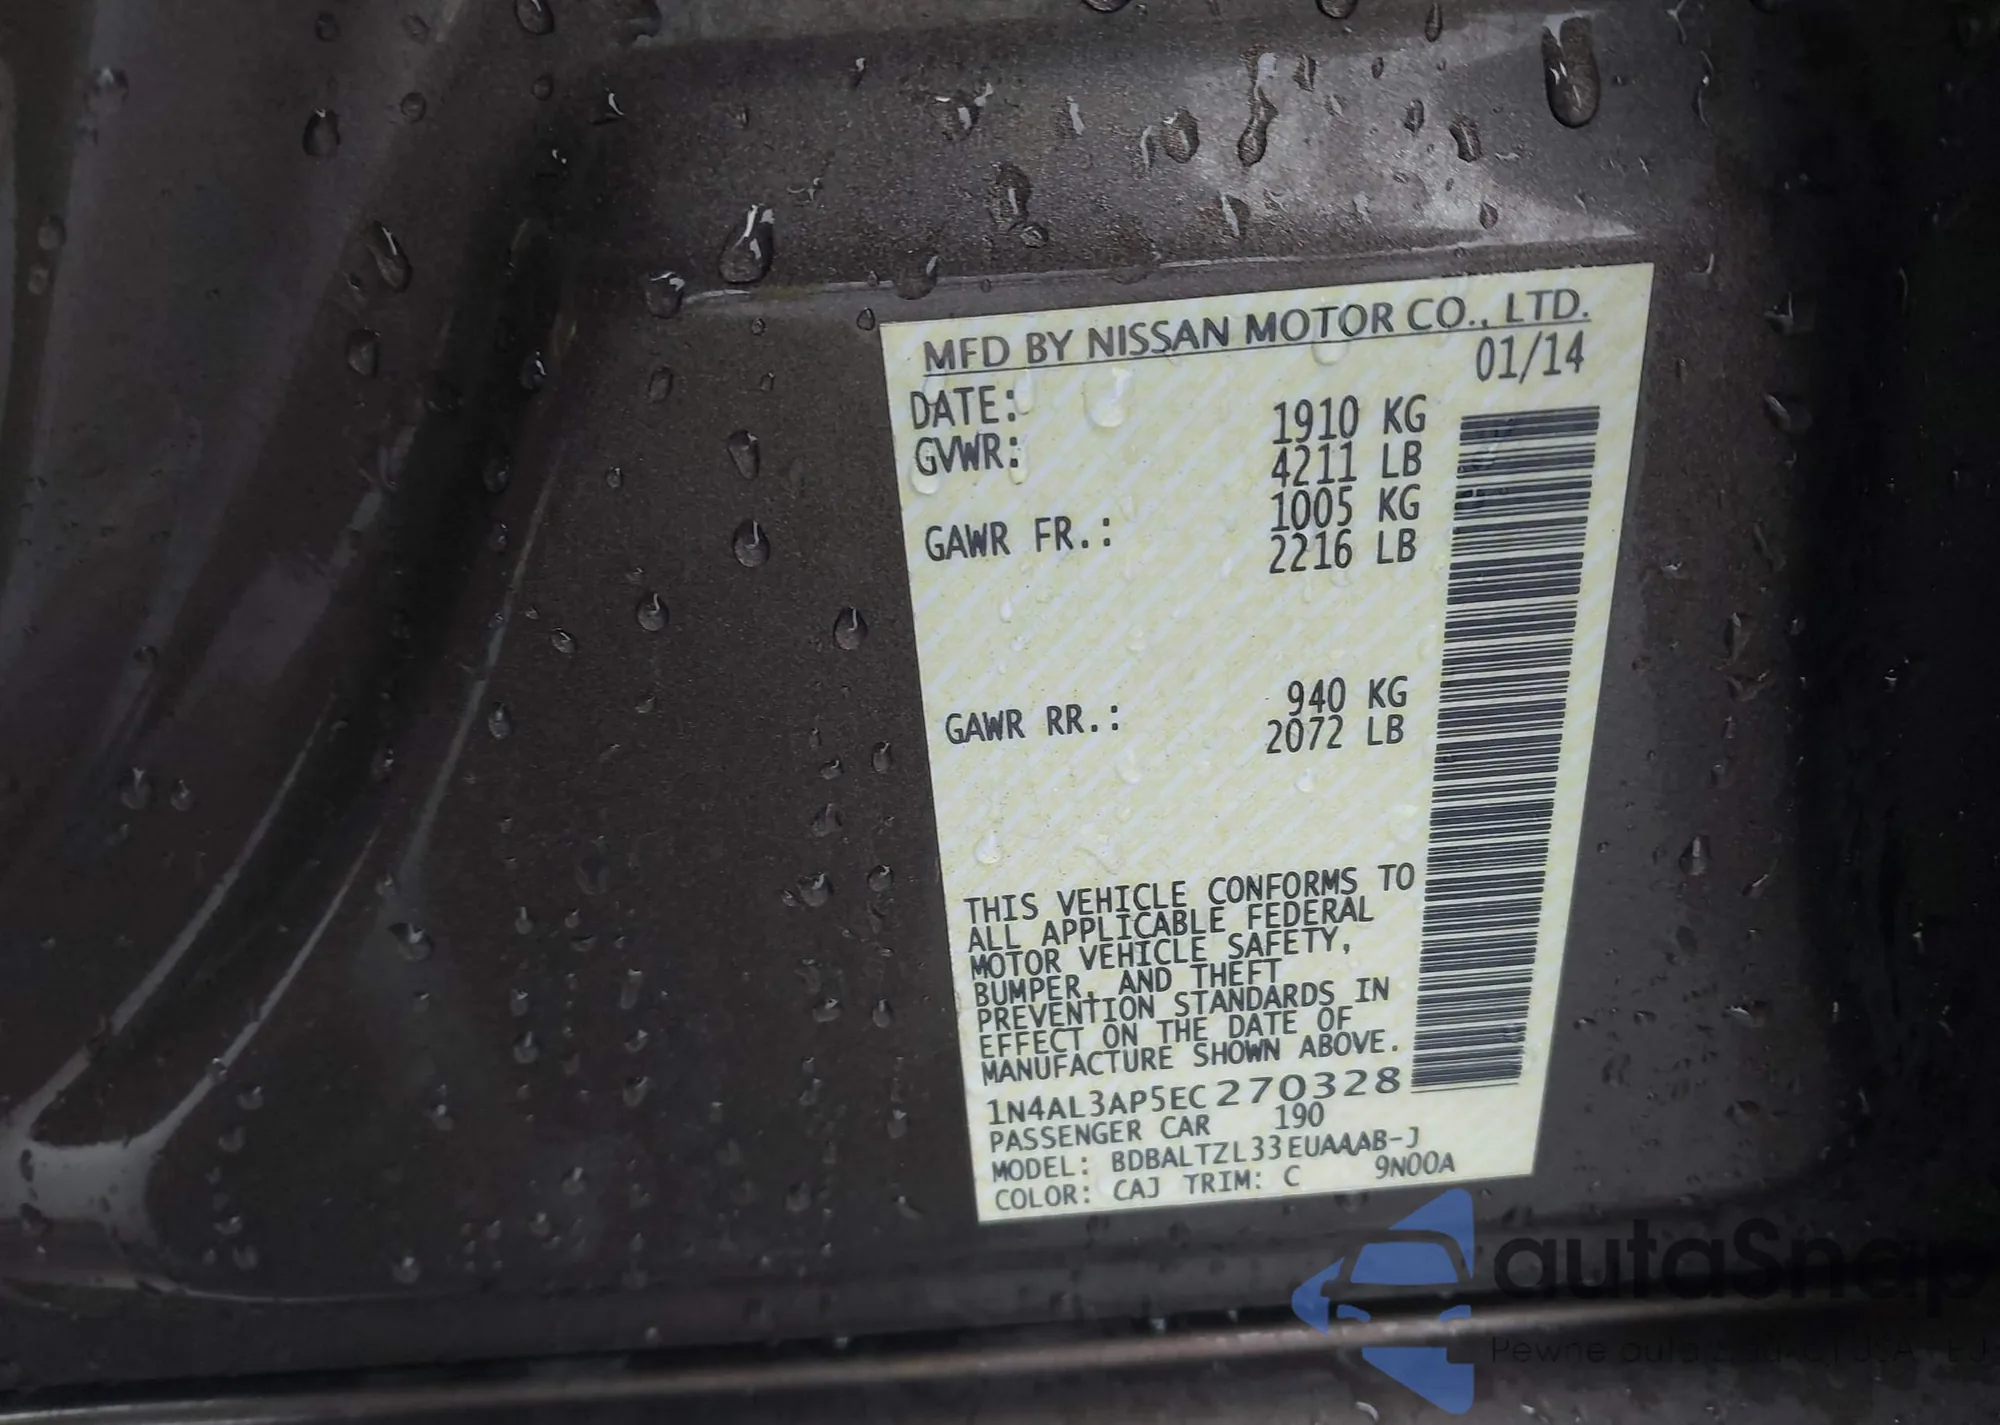 MFD BY NISSAN MOTOR CO., LTD.
DATE: 01/14
GVWR: 1910 KG
4211 LB
GAWR FR.: 1005 KG
2216 LB
GAWR RR.: 940 KG
2072 LB
THIS VEHICLE CONFORMS TO
ALL APPLICABLE FEDERAL
MOTOR VEHICLE SAFETY,
BUMPER, AND THEFT
PREVENTION STANDARDS IN
EFFECT ON THE DATE OF
MANUFACTURE SHOWN ABOVE.
1N4AL3AP5EC270328
PASSENGER CAR 190
MODEL: BDBALTZL33EUAAAB-J
COLOR: CAJ TRIM: C 9N00A
autaSnap
Pewne auta